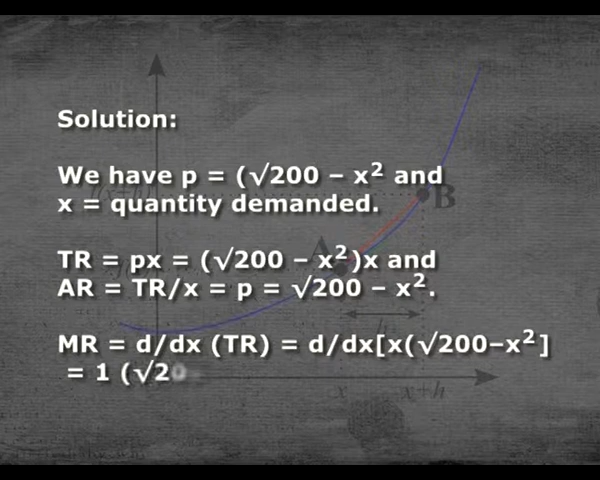 Solution:
We have p = (√200 – x² and
x = quantity demanded.
TR = px = (√200 – x²)x and
AR = TR/x = p = √200 – x².
MR = d/dx (TR) = d/dx[x(√200–x²]
= 1 (√20
B
A
x
x+h